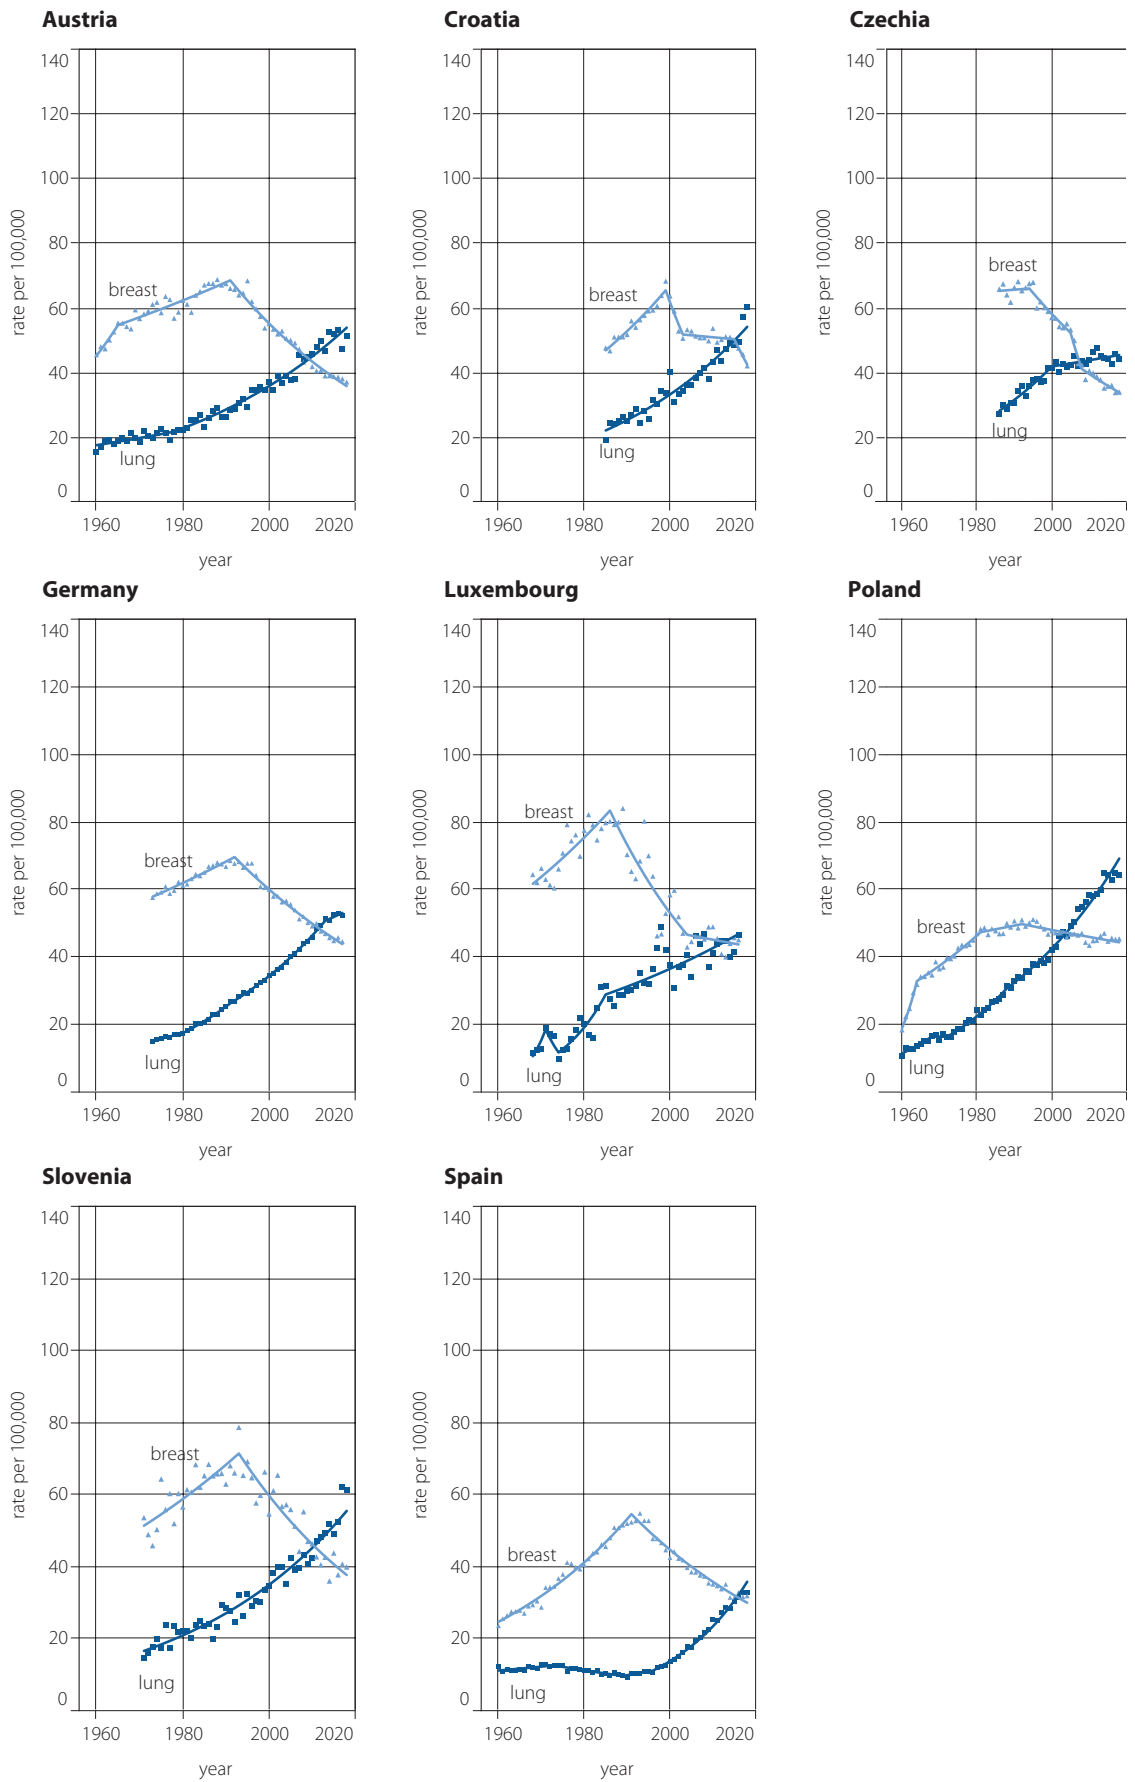 Austria
140
120
100
80
60
40
20
0
rate per 100,000
breast
lung
1960 1980 2000 2020
year
Croatia
140
120
100
80
60
40
20
0
rate per 100,000
breast
lung
1960 1980 2000 2020
year
Czechia
140
120
100
80
60
40
20
0
rate per 100,000
breast
lung
1960 1980 2000 2020
year
Germany
140
120
100
80
60
40
20
0
rate per 100,000
breast
lung
1960 1980 2000 2020
year
Luxembourg
140
120
100
80
60
40
20
0
rate per 100,000
breast
lung
1960 1980 2000 2020
year
Poland
140
120
100
80
60
40
20
0
rate per 100,000
breast
lung
1960 1980 2000 2020
year
Slovenia
140
120
100
80
60
40
20
0
rate per 100,000
breast
lung
1960 1980 2000 2020
year
Spain
140
120
100
80
60
40
20
0
rate per 100,000
breast
lung
1960 1980 2000 2020
year